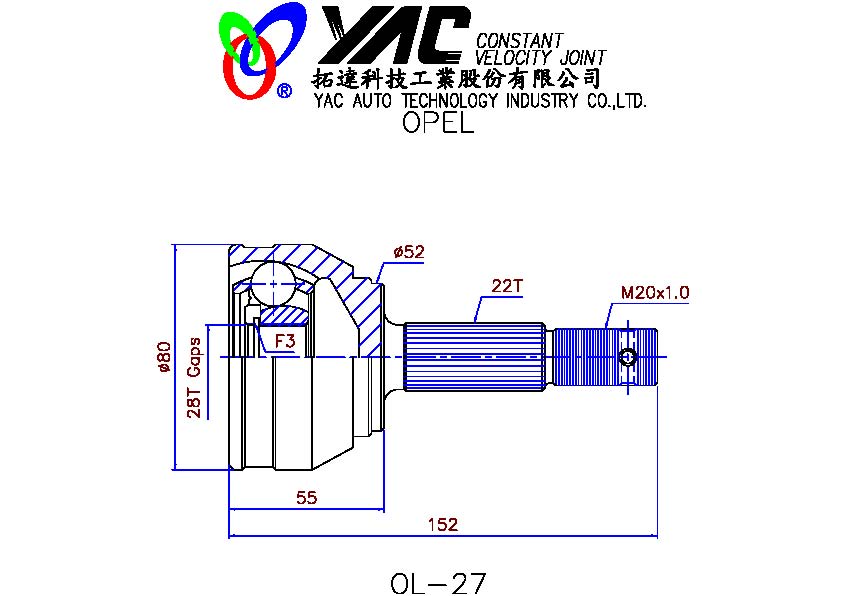 YAC CONSTANT
VELOCITY JOINT
®
拓達科技工業股份有限公司
YAC AUTO TECHNOLOGY INDUSTRY CO.,LTD.
OPEL
ø52
22T
M20x1.0
F3
ø80
28T Gaps
55
152
OL-27